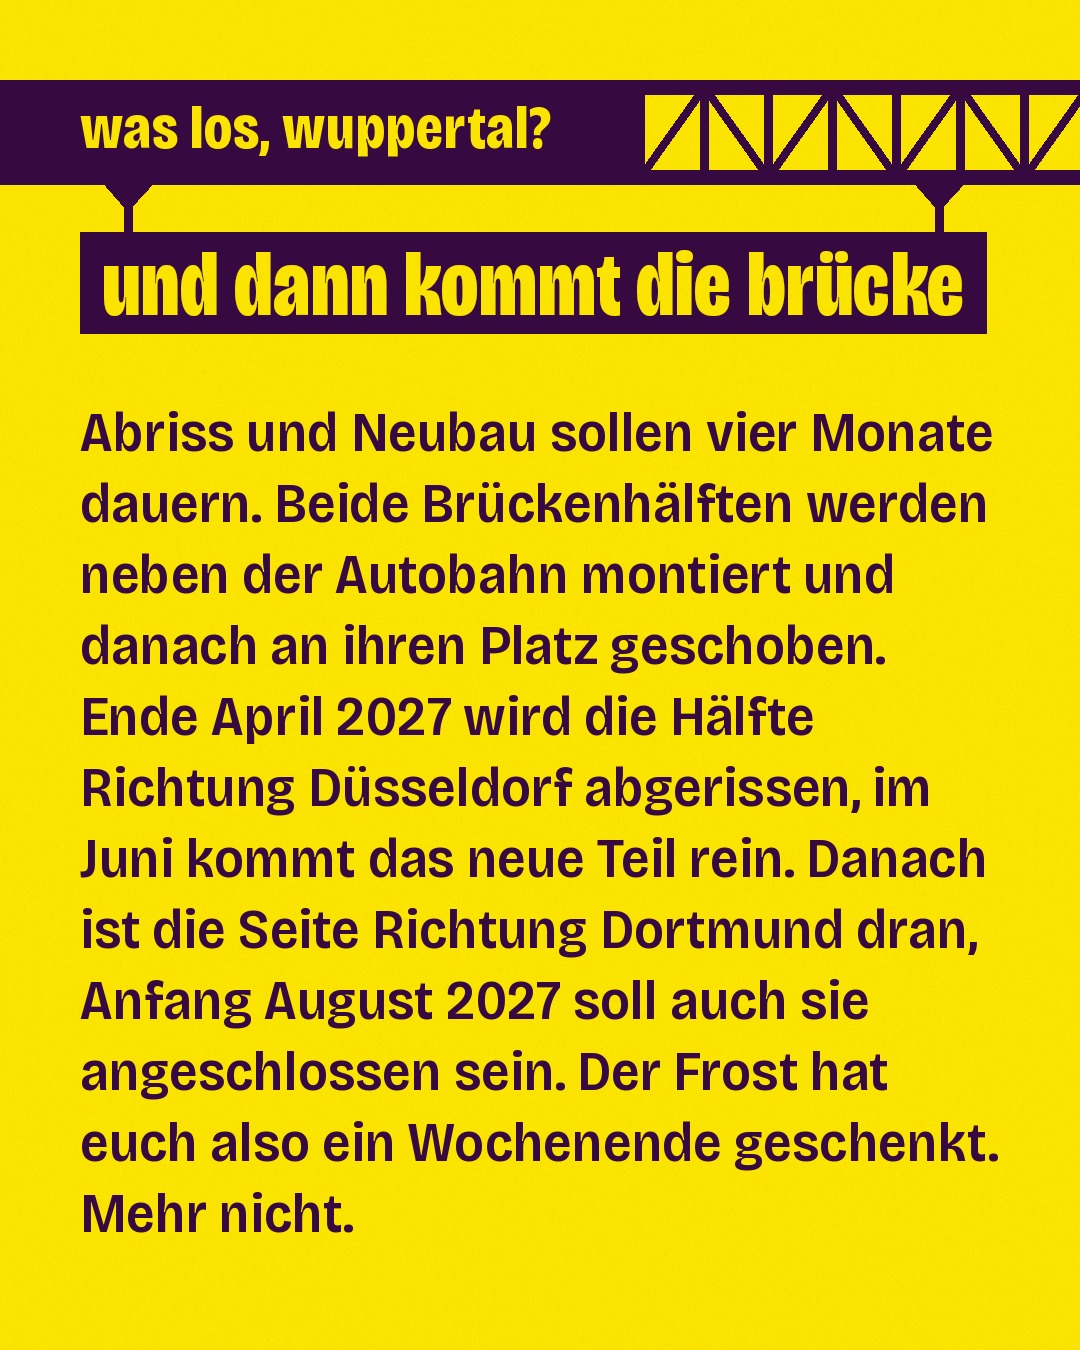 was los, wuppertal?
und dann kommt die brücke
Abriss und Neubau sollen vier Monate
dauern. Beide Brückenhälften werden
neben der Autobahn montiert und
danach an ihren Platz geschoben.
Ende April 2027 wird die Hälfte
Richtung Düsseldorf abgerissen, im
Juni kommt das neue Teil rein. Danach
ist die Seite Richtung Dortmund dran,
Anfang August 2027 soll auch sie
angeschlossen sein. Der Frost hat
euch also ein Wochenende geschenkt.
Mehr nicht.